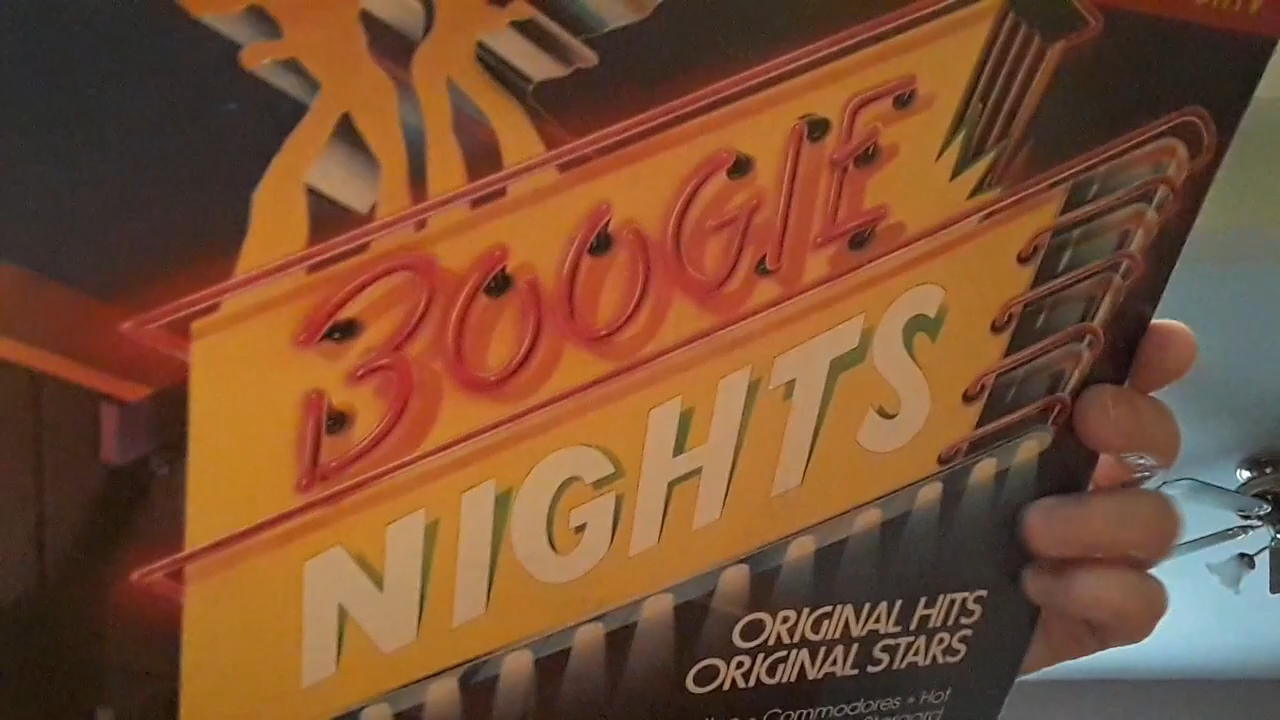 BOOGIE
NIGHTS
ORIGINAL HITS
ORIGINAL STARS
• Commodores • Hot